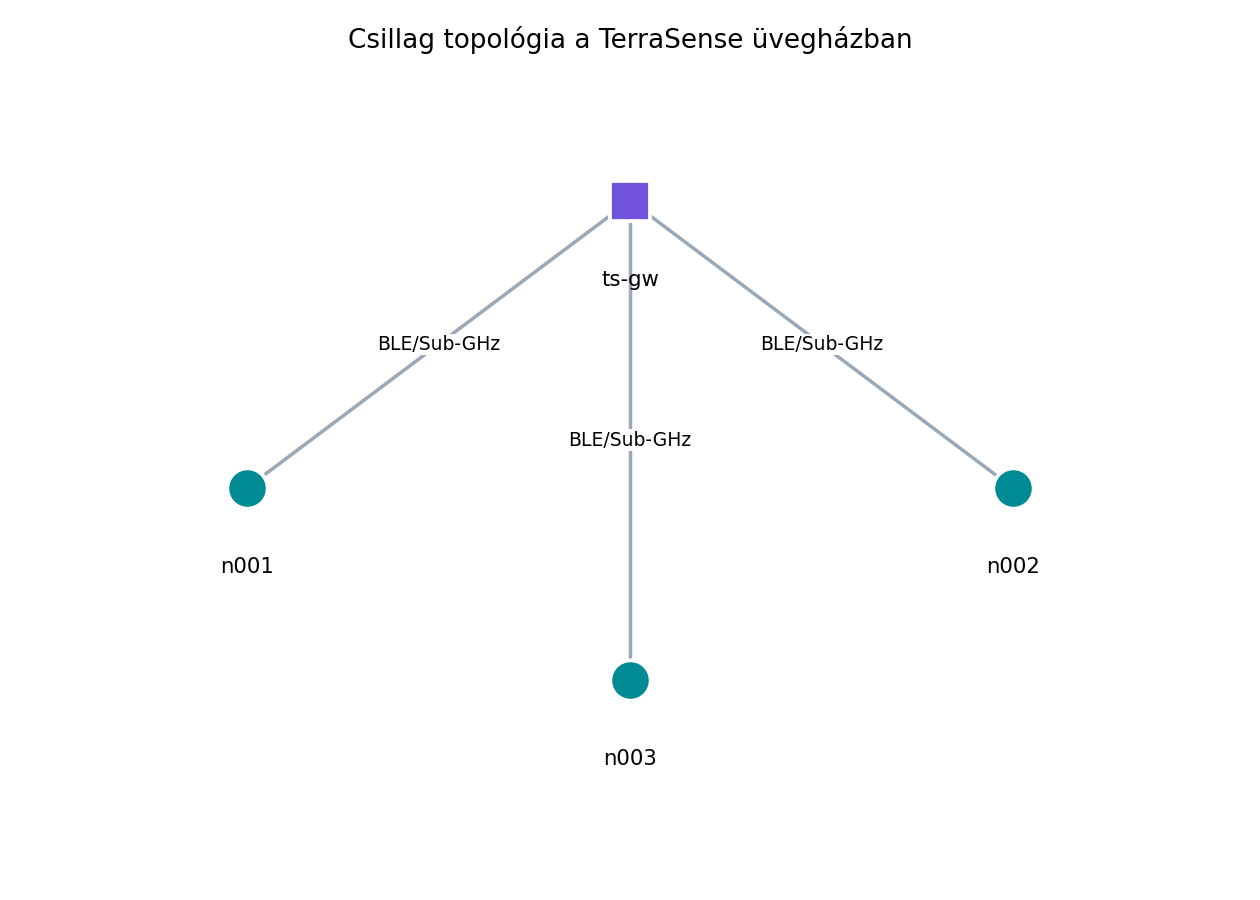 Csillag topológia a TerraSense üvegházban
ts-gw
BLE/Sub-GHz
BLE/Sub-GHz
BLE/Sub-GHz
n001
n002
n003